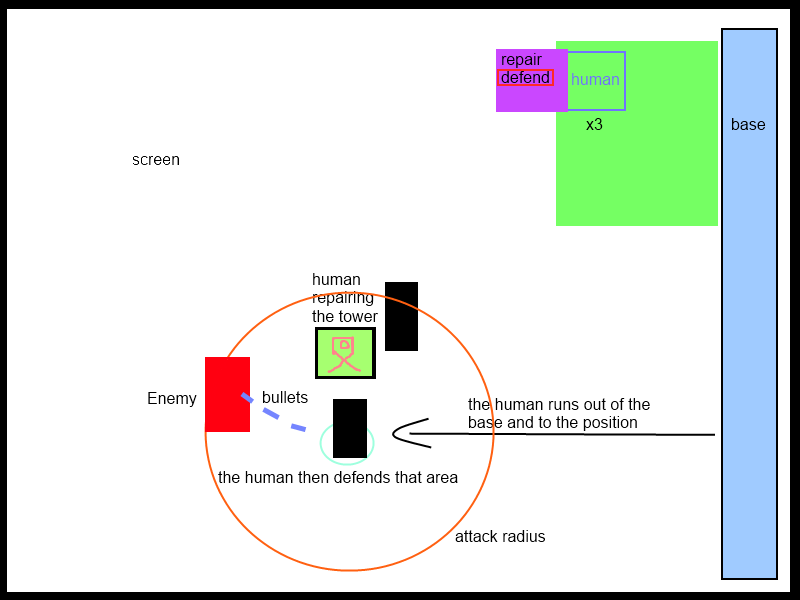 repair
defend
human
x3
base
screen
human
repairing
the tower
Enemy
bullets
the human runs out of the
base and to the position
the human then defends that area
attack radius